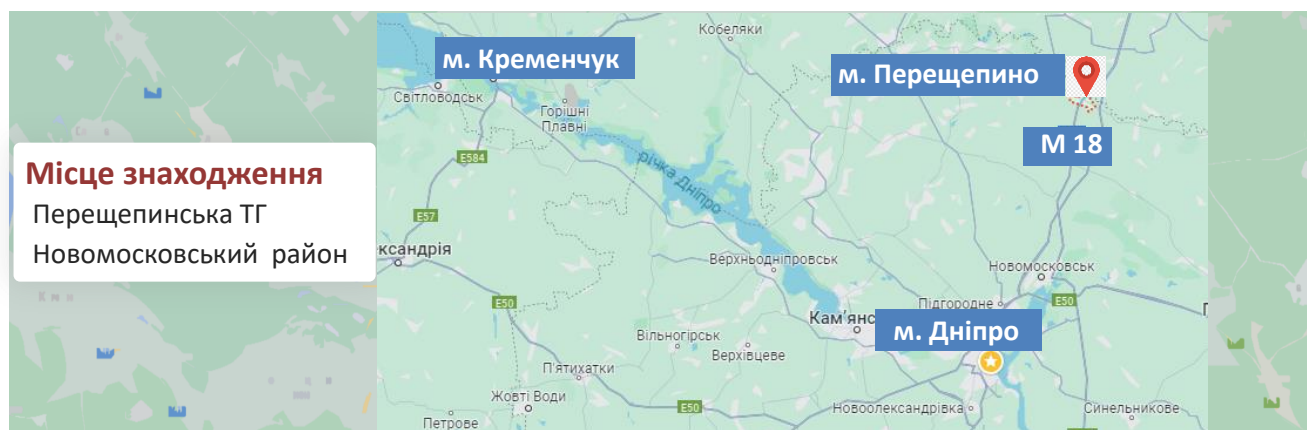 Кобеляки
м. Кременчук
м. Перещепино
Світловодськ
Горішні
Плавні
М 18
E584
річка Дніпро
Місце знаходження
Перещепинська ТГ
Новомосковський район
E57
ександрія
Верхньодніпровськ
Новомосковськ
E50
E50
Підгородне
Кам'янс
м. Дніпро
Вільногірськ
Верхівцеве
П'ятихатки
Жовті Води
E50
Новоолександрівка
Синельникове
Петрове